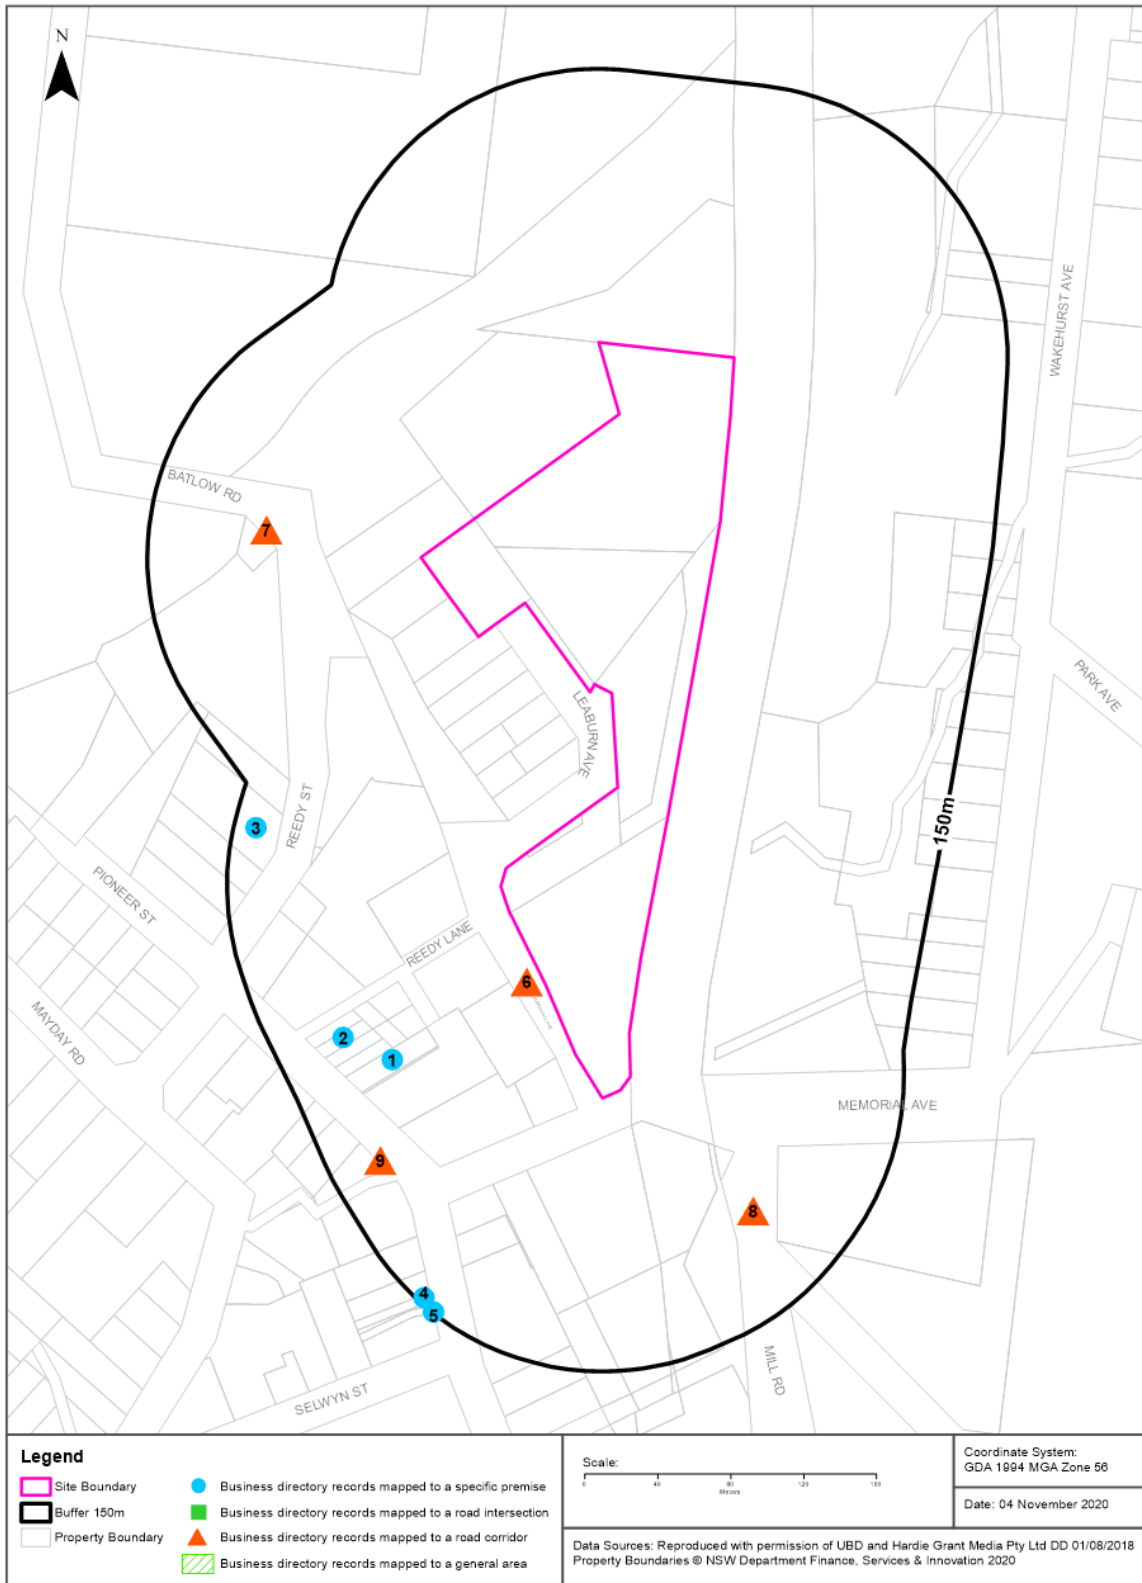 N
WAKEHURST AVE
BATLOW RD
7
PARK AVE
LEABURN AVE
REEDY ST
3
150m
PIONEER ST
REEDY LANE
6
MAYDAY RD
2
1
MEMORIAL AVE
9
8
4
5
MILL RD
SELWYN ST
Legend
Site Boundary
Buffer 150m
Property Boundary
Business directory records mapped to a specific premise
Business directory records mapped to a road intersection
Business directory records mapped to a road corridor
Business directory records mapped to a general area
Scale:
0 40 80 120 160
Meters
Coordinate System:
GDA 1994 MGA Zone 56
Date: 04 November 2020
Data Sources: Reproduced with permission of UBD and Hardie Grant Media Pty Ltd DD 01/08/2018
Property Boundaries © NSW Department Finance, Services & Innovation 2020